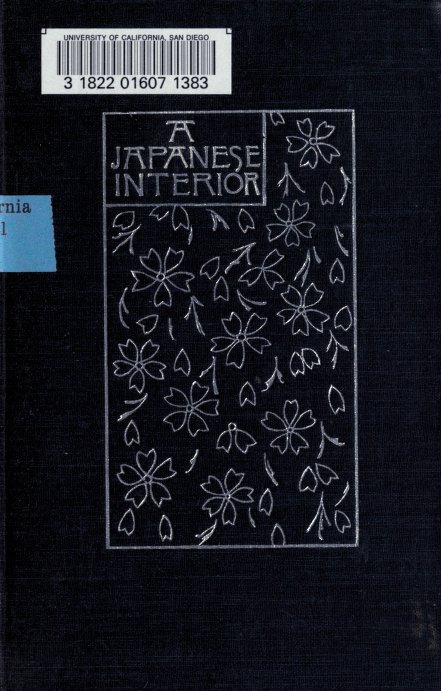 UNIVERSITY OF CALIFORNIA, SAN DIEGO
3 1822 01607 1383
A
JAPANESE
INTERIOR
rnia
l